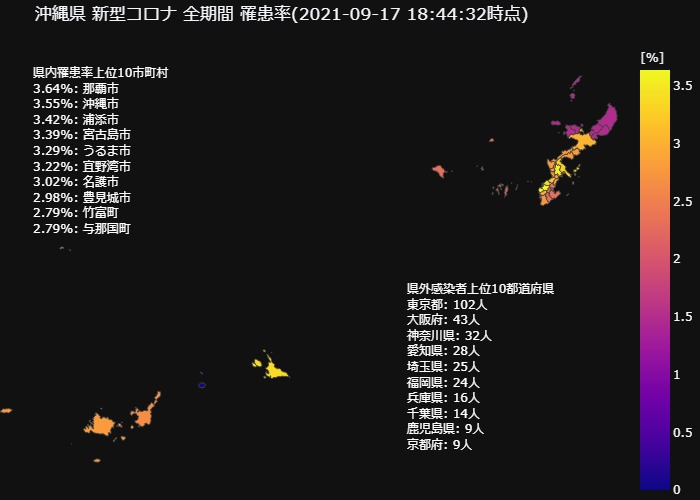 沖縄県 新型コロナ 全期間 罹患率(2021-09-17 18:44:32時点)
[%]
県内罹患率上位10市町村
3.64%: 那覇市
3.55%: 沖縄市
3.42%: 浦添市
3.39%: 宮古島市
3.29%: うるま市
3.22%: 宜野湾市
3.02%: 名護市
2.98%: 豊見城市
2.79%: 竹富町
2.79%: 与那国町
県外感染者上位10都道府県
東京都: 102人
大阪府: 43人
神奈川県: 32人
愛知県: 28人
埼玉県: 25人
福岡県: 24人
兵庫県: 16人
千葉県: 14人
鹿児島県: 9人
京都府: 9人
3.5
3
2.5
2
1.5
1
0.5
0